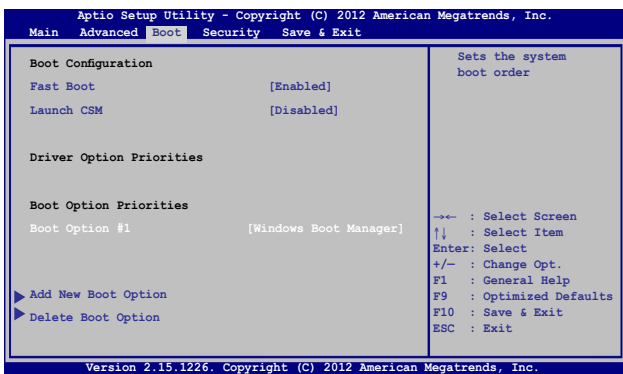 Aptio Setup Utility - Copyright (C) 2012 American Megatrends, Inc.
Main Advanced Boot Security Save & Exit
Boot Configuration
Fast Boot [Enabled]
Launch CSM [Disabled]
Driver Option Priorities
Boot Option Priorities
Boot Option #1 [Windows Boot Manager]
Add New Boot Option
Delete Boot Option
Sets the system
boot order
→← : Select Screen
↑↓ : Select Item
Enter: Select
+/— : Change Opt.
F1 : General Help
F9 : Optimized Defaults
F10 : Save & Exit
ESC : Exit
Version 2.15.1226. Copyright (C) 2012 American Megatrends, Inc.